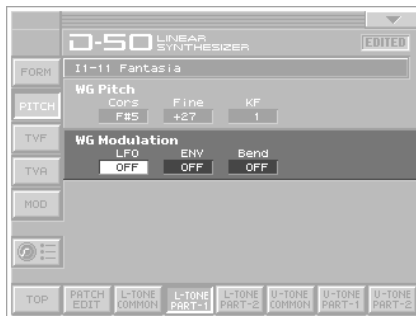 D-50 LINEAR SYNTHESIZER EDITED
I1-11 Fantasia
FORM
PITCH
TVF
TVA
MOD
WG Pitch
Cors Fine KF
F#5 +27 1
WG Modulation
LFO ENV Bend
OFF OFF OFF
TOP
PATCH EDIT
L-TONE COMMON
L-TONE PART-1
L-TONE PART-2
U-TONE COMMON
U-TONE PART-1
U-TONE PART-2